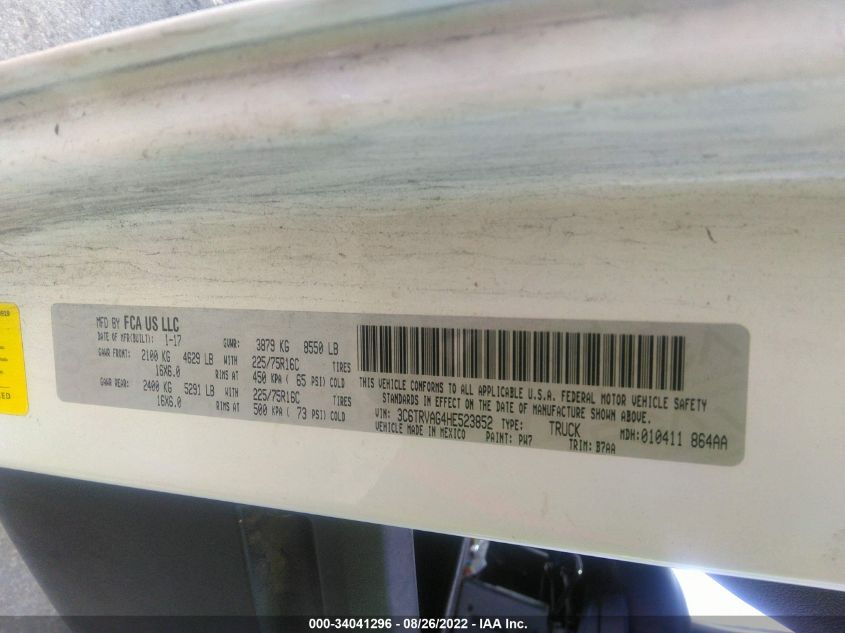 0819
ED
MFD BY FCA US LLC
DATE OF MFR(BUILT): 1-17 GVWR: 3879 KG 8550 LB
GAWR FRONT: 2100 KG 4629 LB WITH 225/75R16C TIRES
16X6.0 RIMS AT 450 KPA ( 65 PSI) COLD
GAWR REAR: 2400 KG 5291 LB WITH 225/75R16C TIRES
16X6.0 RIMS AT 500 KPA ( 73 PSI) COLD
THIS VEHICLE CONFORMS TO ALL APPLICABLE U.S.A. FEDERAL MOTOR VEHICLE SAFETY
STANDARDS IN EFFECT ON THE DATE OF MANUFACTURE SHOWN ABOVE.
VIN: 3C6TRVAG4HE523852 TYPE: TRUCK MDH:010411 864AA
VEHICLE MADE IN MEXICO PAINT: PW7 TRIM: B7AA
000-34041296 - 08/26/2022 - IAA Inc.